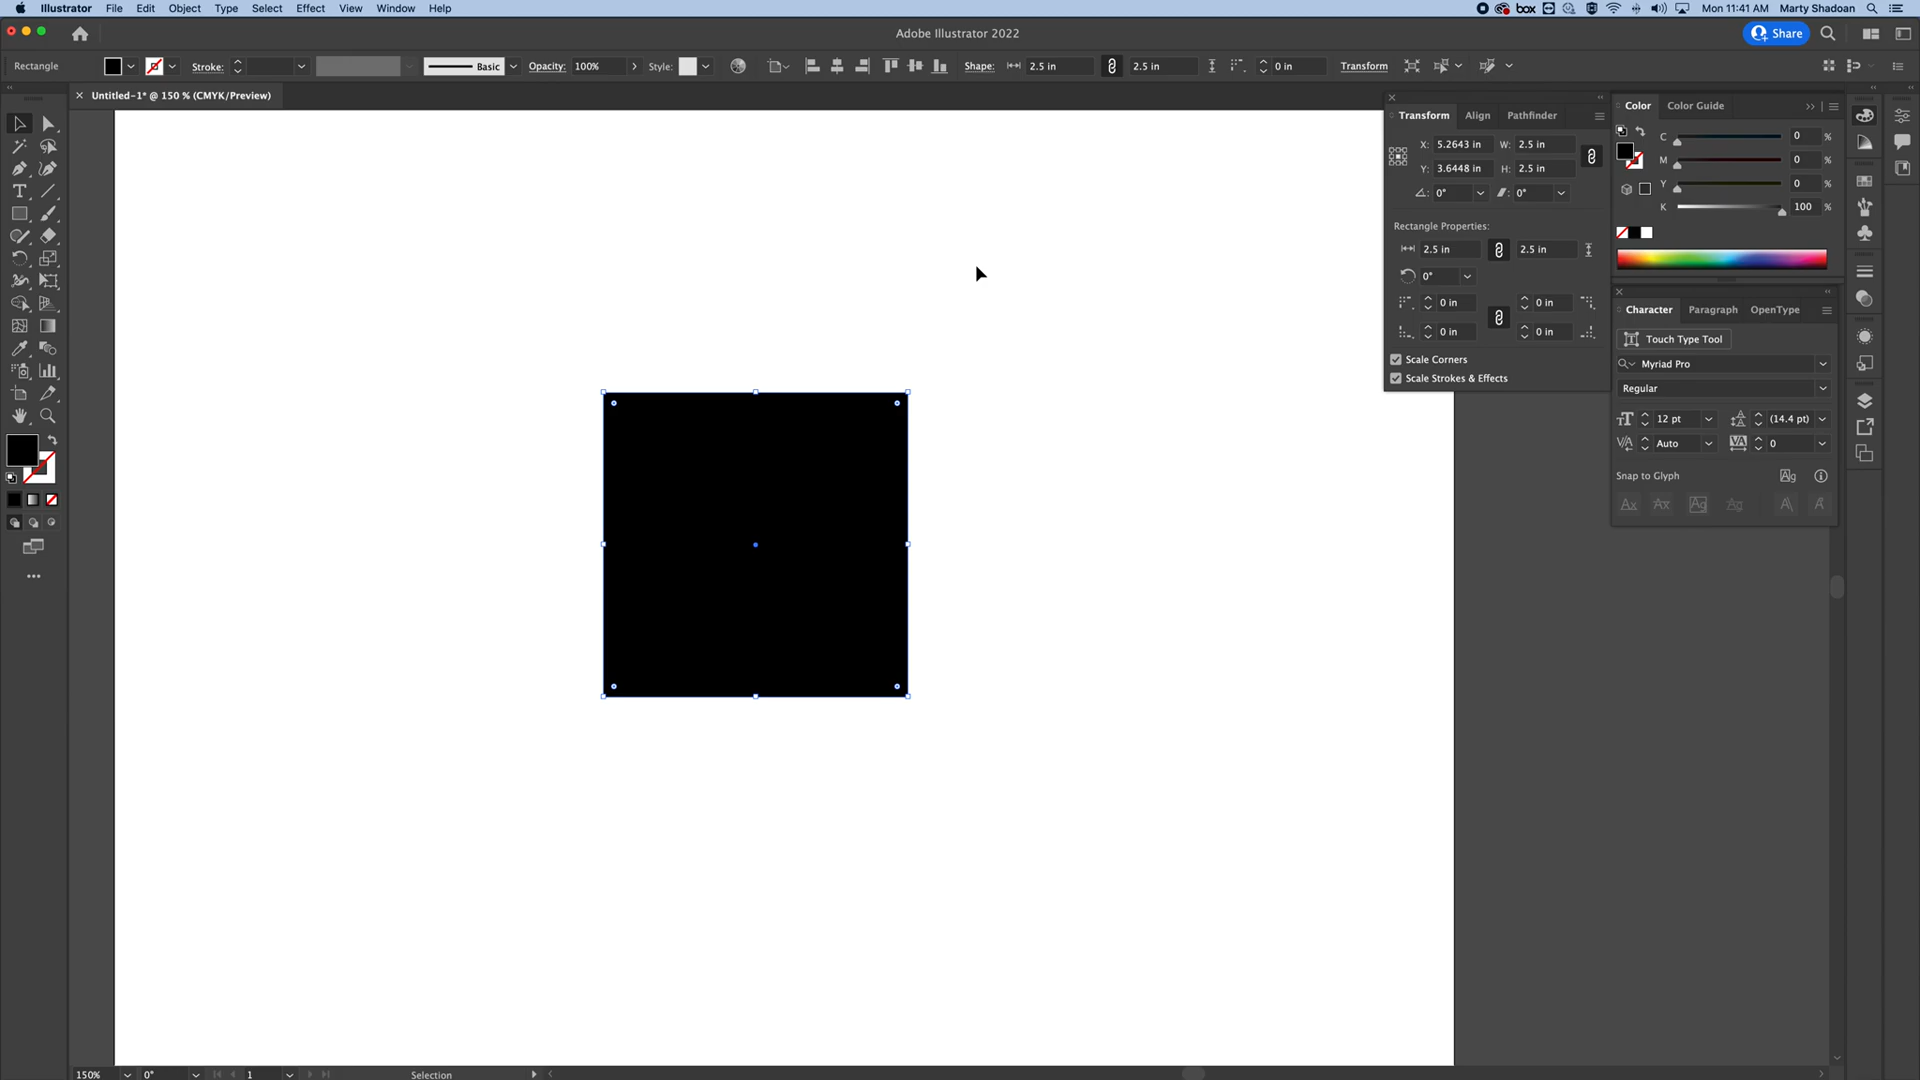 Illustrator File Edit Object Type Select Effect View Window Help
box Mon 11:41 AM Marty Shadoan
Adobe Illustrator 2022
Share
Rectangle Stroke: Basic Opacity: 100% Style: Shape: 2.5 in 2.5 in 0 in Transform
Untitled-1* @ 150 % (CMYK/Preview)
Transform Align Pathfinder
X: 5.2643 in W: 2.5 in
Y: 3.6448 in H: 2.5 in
0° 0°
Rectangle Properties:
2.5 in 2.5 in
0°
0 in 0 in
0 in 0 in
Scale Corners
Scale Strokes & Effects
Color Color Guide
C 0 %
M 0 %
Y 0 %
K 100 %
Character Paragraph OpenType
Touch Type Tool
Myriad Pro
Regular
12 pt (14.4 pt)
Auto 0
Snap to Glyph
150% 0° 1 Selection